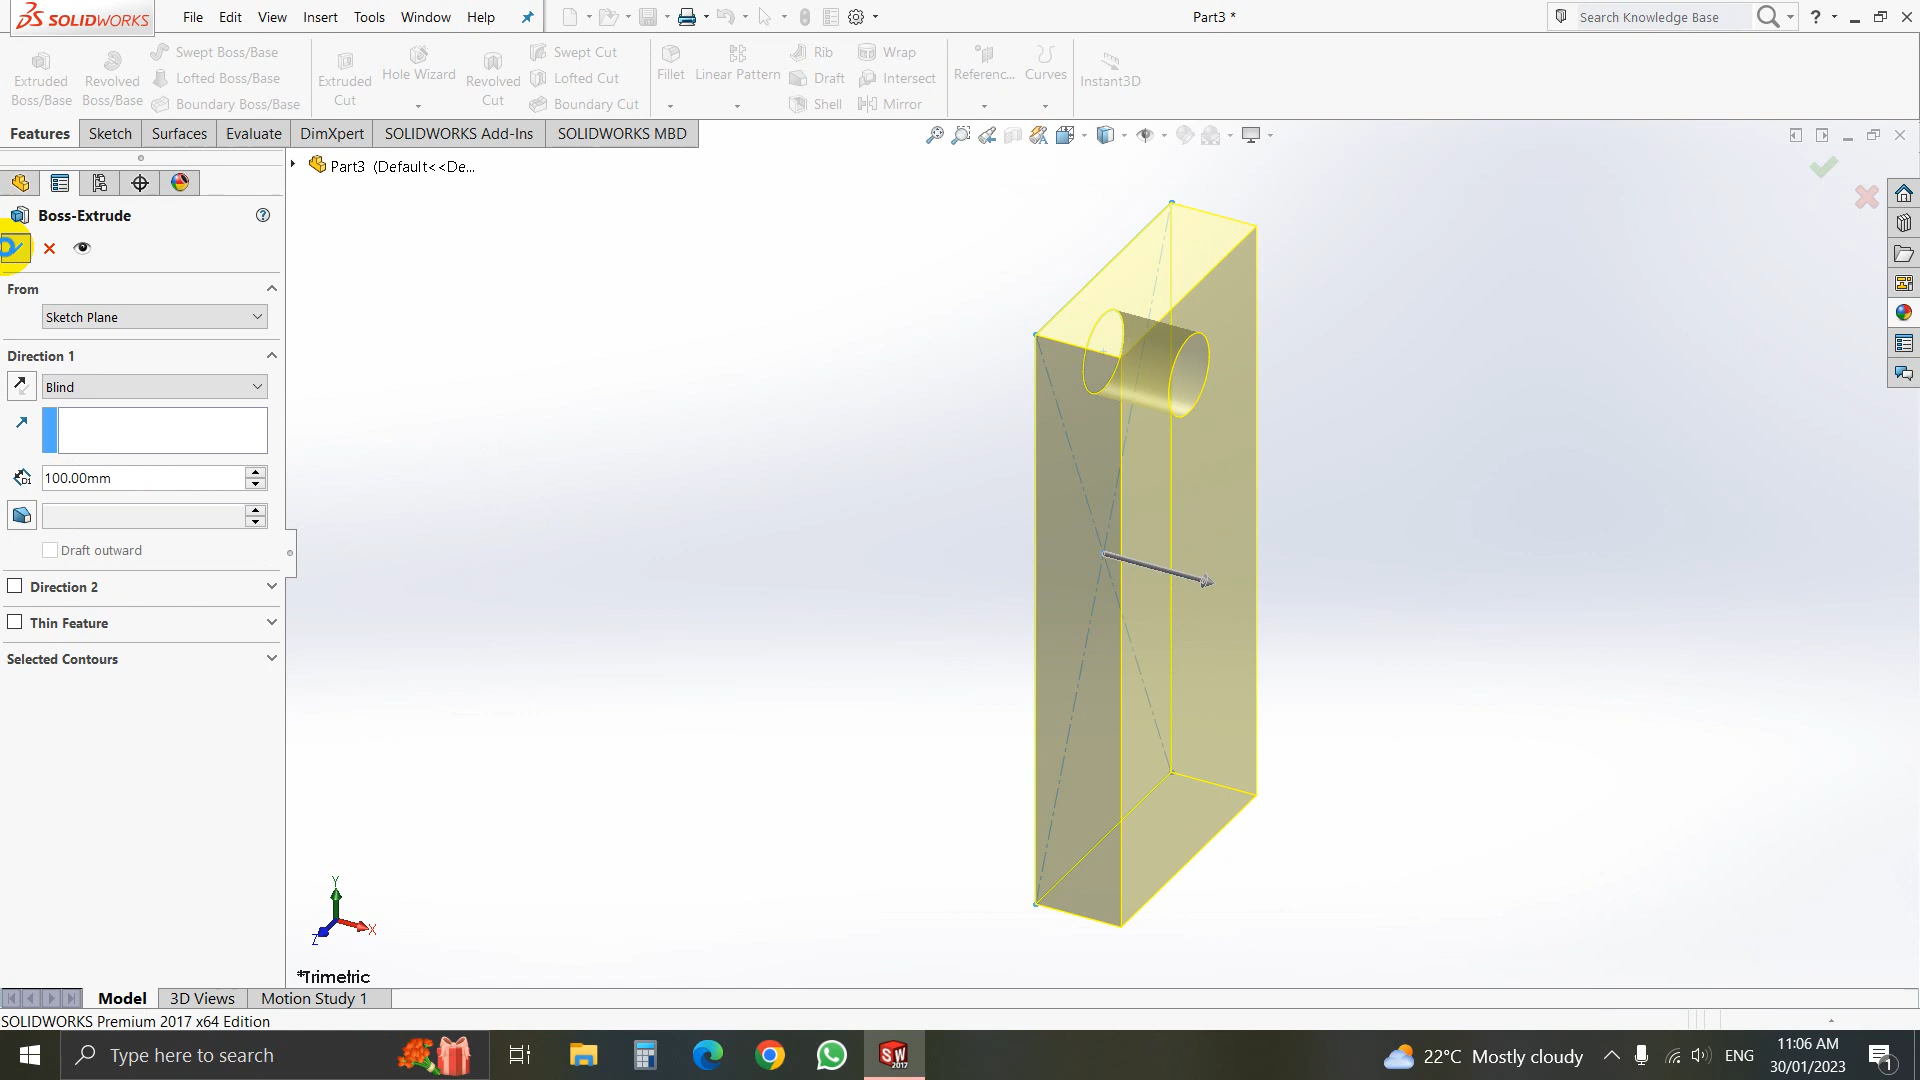 SOLIDWORKS File Edit View Insert Tools Window Help Part3 * Search Knowledge Base ?
Extruded Boss/Base
Revolved Boss/Base
Swept Boss/Base
Lofted Boss/Base
Boundary Boss/Base
Extruded Cut
Hole Wizard
Revolved Cut
Swept Cut
Lofted Cut
Boundary Cut
Fillet
Linear Pattern
Rib
Draft
Shell
Wrap
Intersect
Mirror
Referenc...
Curves
Instant3D
Features Sketch Surfaces Evaluate DimXpert SOLIDWORKS Add-Ins SOLIDWORKS MBD
Part3 (Default<<De...
Boss-Extrude
From
Sketch Plane
Direction 1
Blind
D1
100.00mm
Draft outward
Direction 2
Thin Feature
Selected Contours
Y
X
Z
*Trimetric
Model 3D Views Motion Study 1
SOLIDWORKS Premium 2017 x64 Edition
Type here to search
SW 2017
22°C Mostly cloudy
ENG
11:06 AM
30/01/2023
1